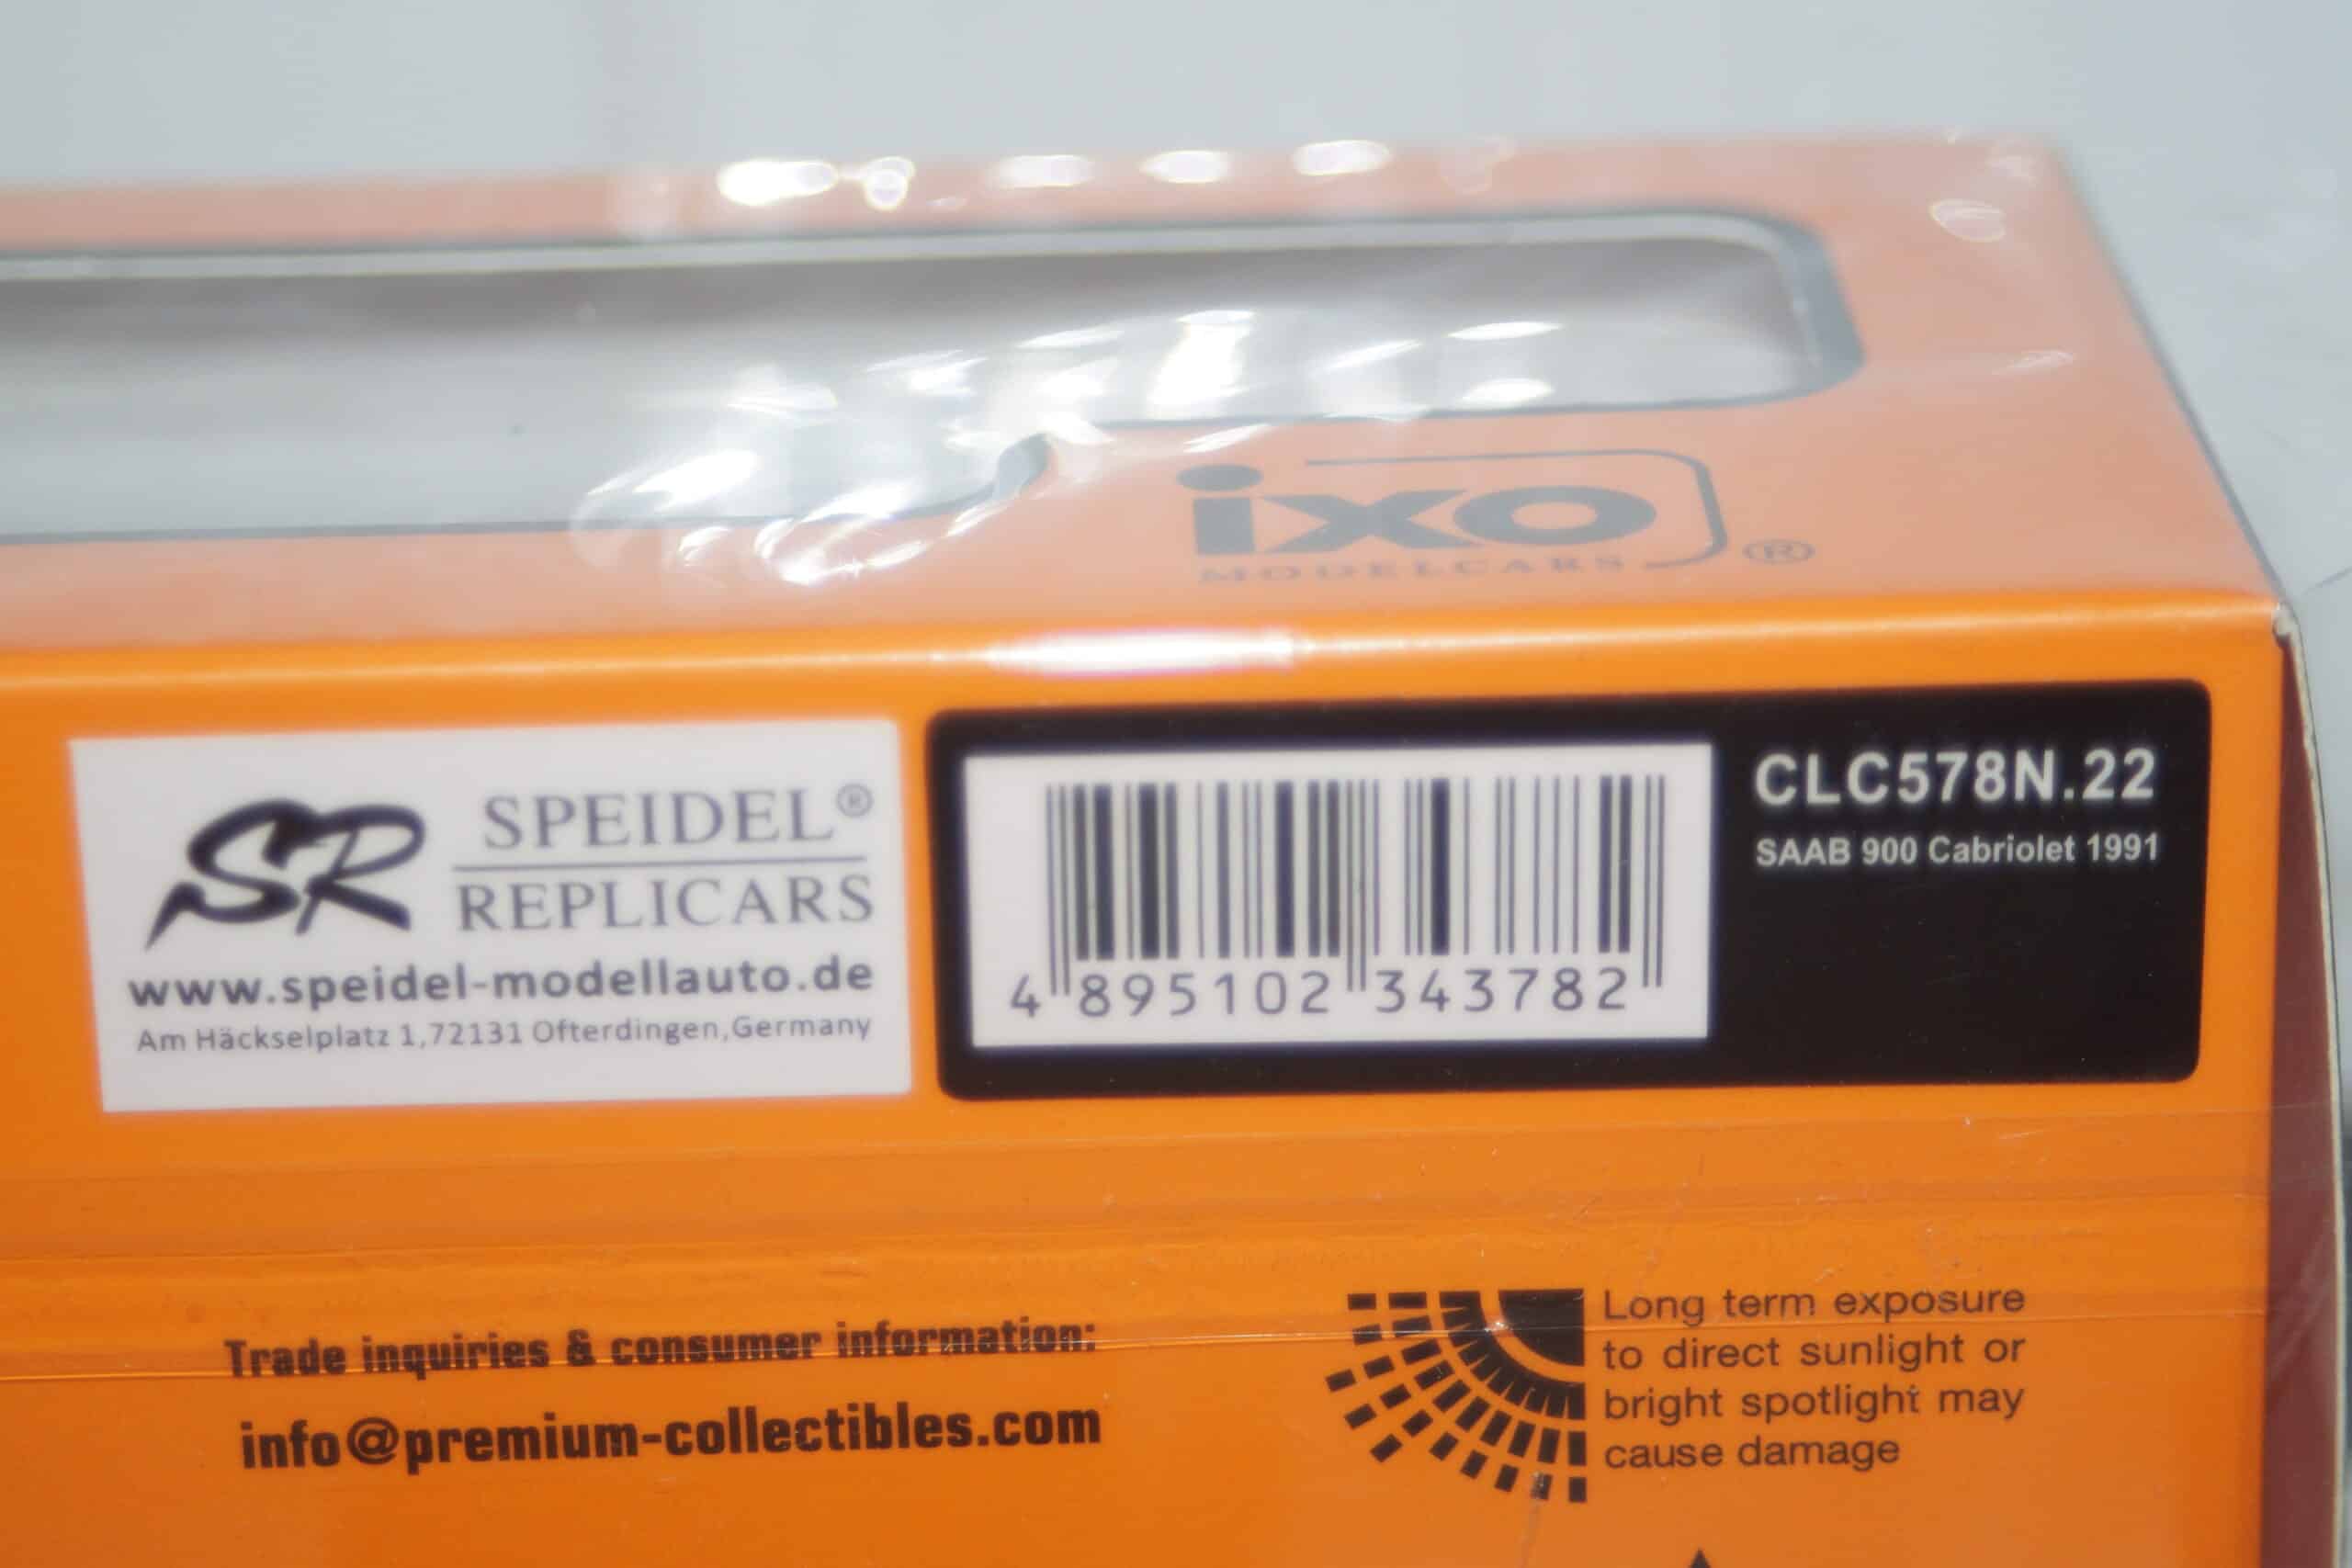 ixo
MODELCARS ®
SR SPEIDEL®
REPLICARS
www.speidel-modellauto.de
Am Häckselplatz 1,72131 Ofterdingen,Germany
4 895102 343782
CLC578N.22
SAAB 900 Cabriolet 1991
Trade inquiries & consumer information:
info@premium-collectibles.com
Long term exposure
to direct sunlight or
bright spotlight may
cause damage